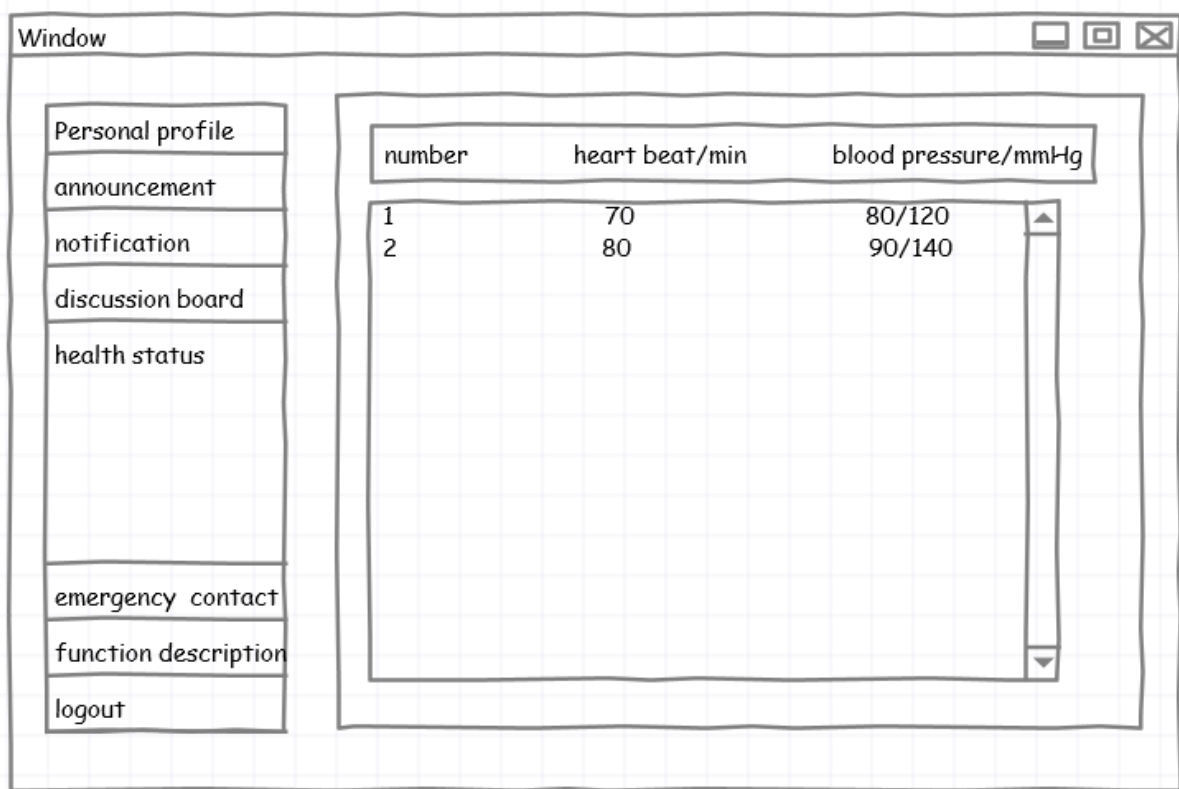 Window
Personal profile
announcement
notification
discussion board
health status
emergency contact
function description
logout
number heart beat/min blood pressure/mmHg
1 70 80/120
2 80 90/140